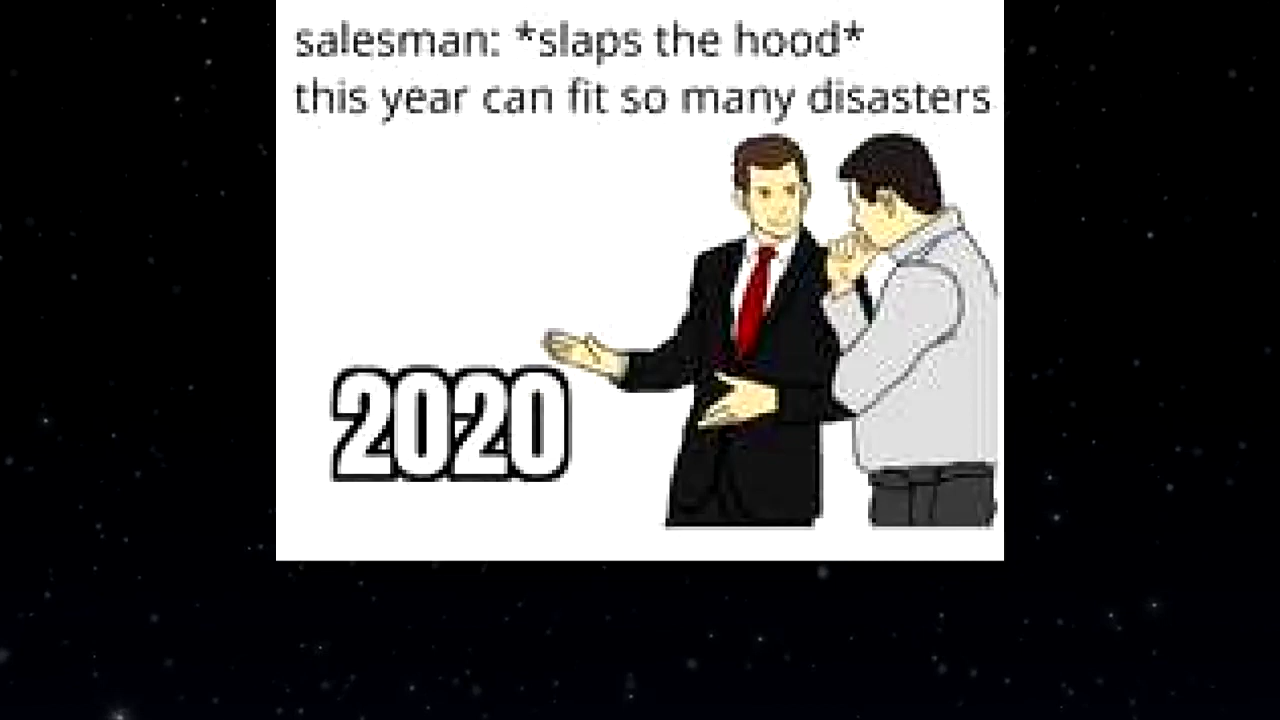 salesman: *slaps the hood*
this year can fit so many disasters
2020